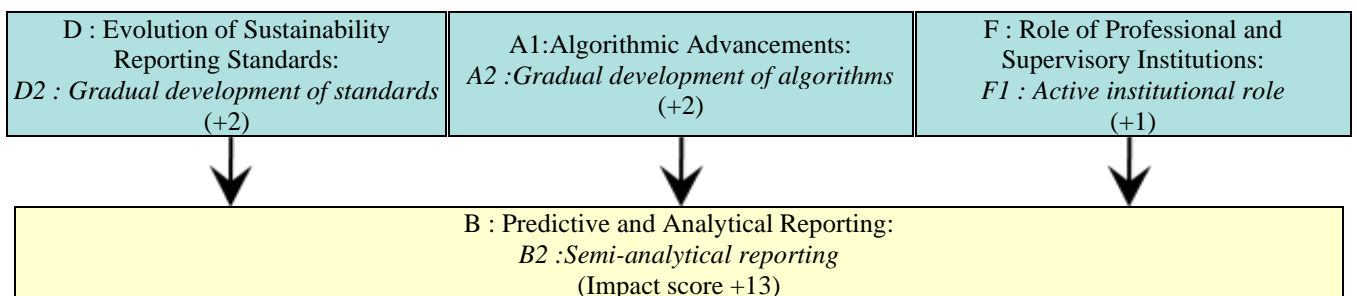 D : Evolution of Sustainability
Reporting Standards:
D2 : Gradual development of standards
(+2)
A1:Algorithmic Advancements:
A2 :Gradual development of algorithms
(+2)
F : Role of Professional and
Supervisory Institutions:
F1 : Active institutional role
(+1)
B : Predictive and Analytical Reporting:
B2 :Semi-analytical reporting
(Impact score +13)